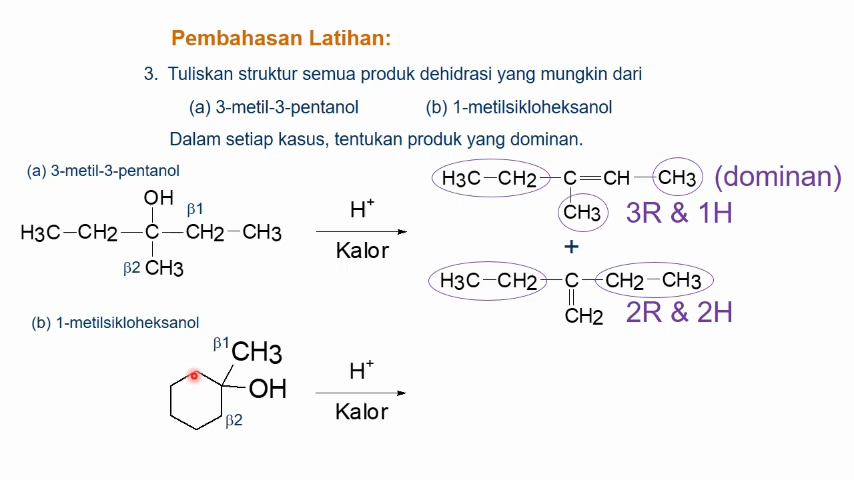 Pembahasan Latihan:
3. Tuliskan struktur semua produk dehidrasi yang mungkin dari
(a) 3-metil-3-pentanol (b) 1-metilsikloheksanol
Dalam setiap kasus, tentukan produk yang dominan.
(a) 3-metil-3-pentanol
OH
β1
H3C-CH2-C-CH2-CH3
β2 CH3
H+
Kalor
H3C-CH2-C=CH-CH3 (dominan)
CH3 3R & 1H
+
H3C-CH2-C-CH2-CH3
CH2 2R & 2H
(b) 1-metilsikloheksanol
β1 CH3
OH
β2
H+
Kalor